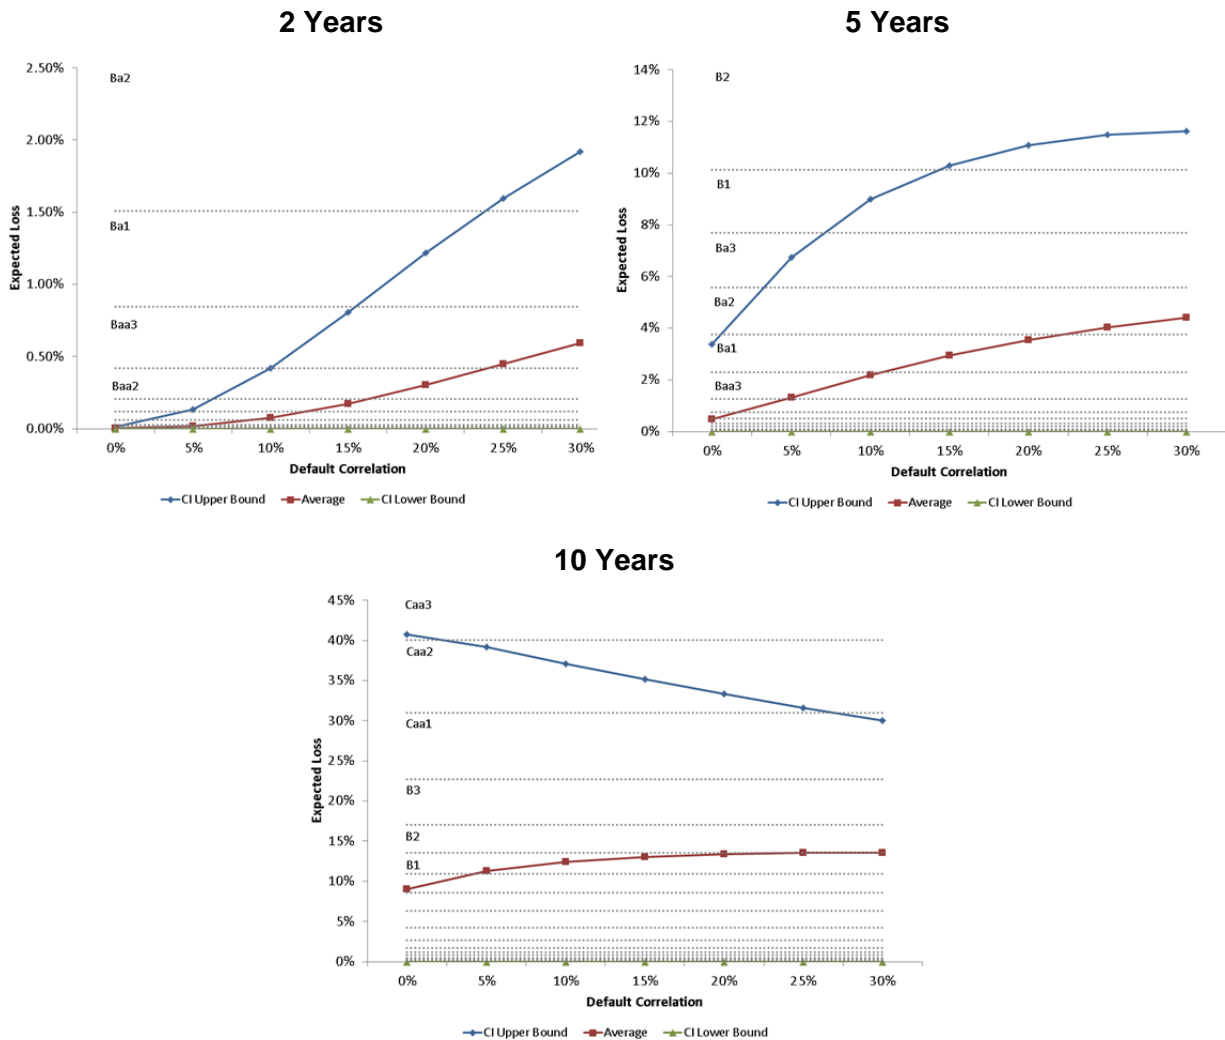 2 Years
2.50%
Ba2
2.00%
1.50%
Ba1
1.00%
Baa3
0.50%
Baa2
0.00%
Expected Loss
0% 5% 10% 15% 20% 25% 30%
Default Correlation
CI Upper Bound Average CI Lower Bound
5 Years
14%
B2
12%
10%
B1
8%
Ba3
6%
Ba2
4%
Ba1
2%
Baa3
0%
Expected Loss
0% 5% 10% 15% 20% 25% 30%
Default Correlation
CI Upper Bound Average CI Lower Bound
10 Years
45%
Caa3
40%
Caa2
35%
30%
Caa1
25%
B3
20%
15%
B2
B1
10%
5%
0%
Expected Loss
0% 5% 10% 15% 20% 25% 30%
Default Correlation
CI Upper Bound Average CI Lower Bound